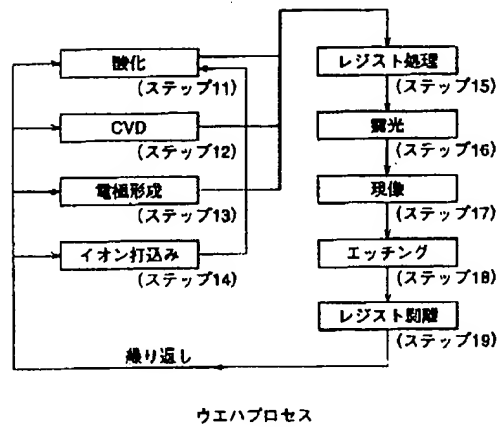 酸化
(ステップ11)
CVD
(ステップ12)
電極形成
(ステップ13)
イオン打込み
(ステップ14)
レジスト処理
(ステップ15)
露光
(ステップ16)
現像
(ステップ17)
エッチング
(ステップ18)
レジスト剝離
(ステップ19)
繰り返し
ウエハプロセス